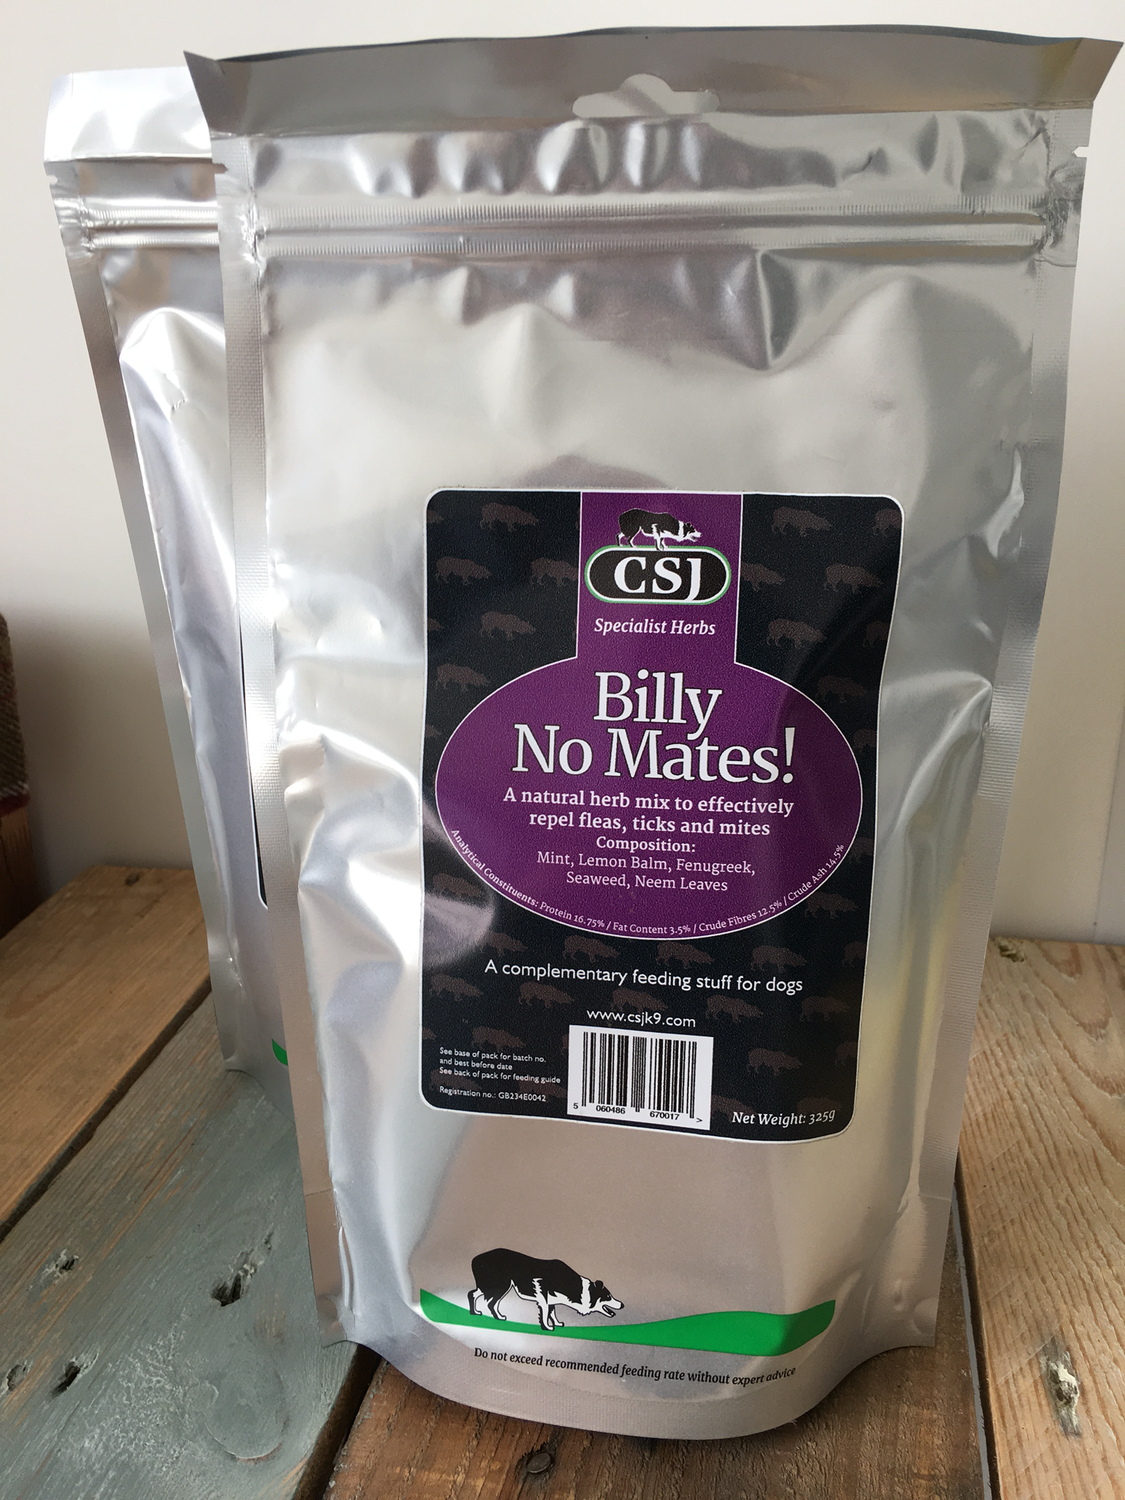 CSJ
Specialist Herbs
Billy
No Mates!
A natural herb mix to effectively
repel fleas, ticks and mites
Composition:
Mint, Lemon Balm, Fenugreek,
Seaweed, Neem Leaves
Analytical Constituents: Protein 16.75% / Fat Content 3.5% / Crude Fibres 12.5% / Crude Ash 14.5%
A complementary feeding stuff for dogs
www.csjk9.com
See base of pack for batch no.
and best before date
See back of pack for feeding guide
Registration no.: GB234E0042
5 060486 670017 >
Net Weight: 325g
Do not exceed recommended feeding rate without expert advice